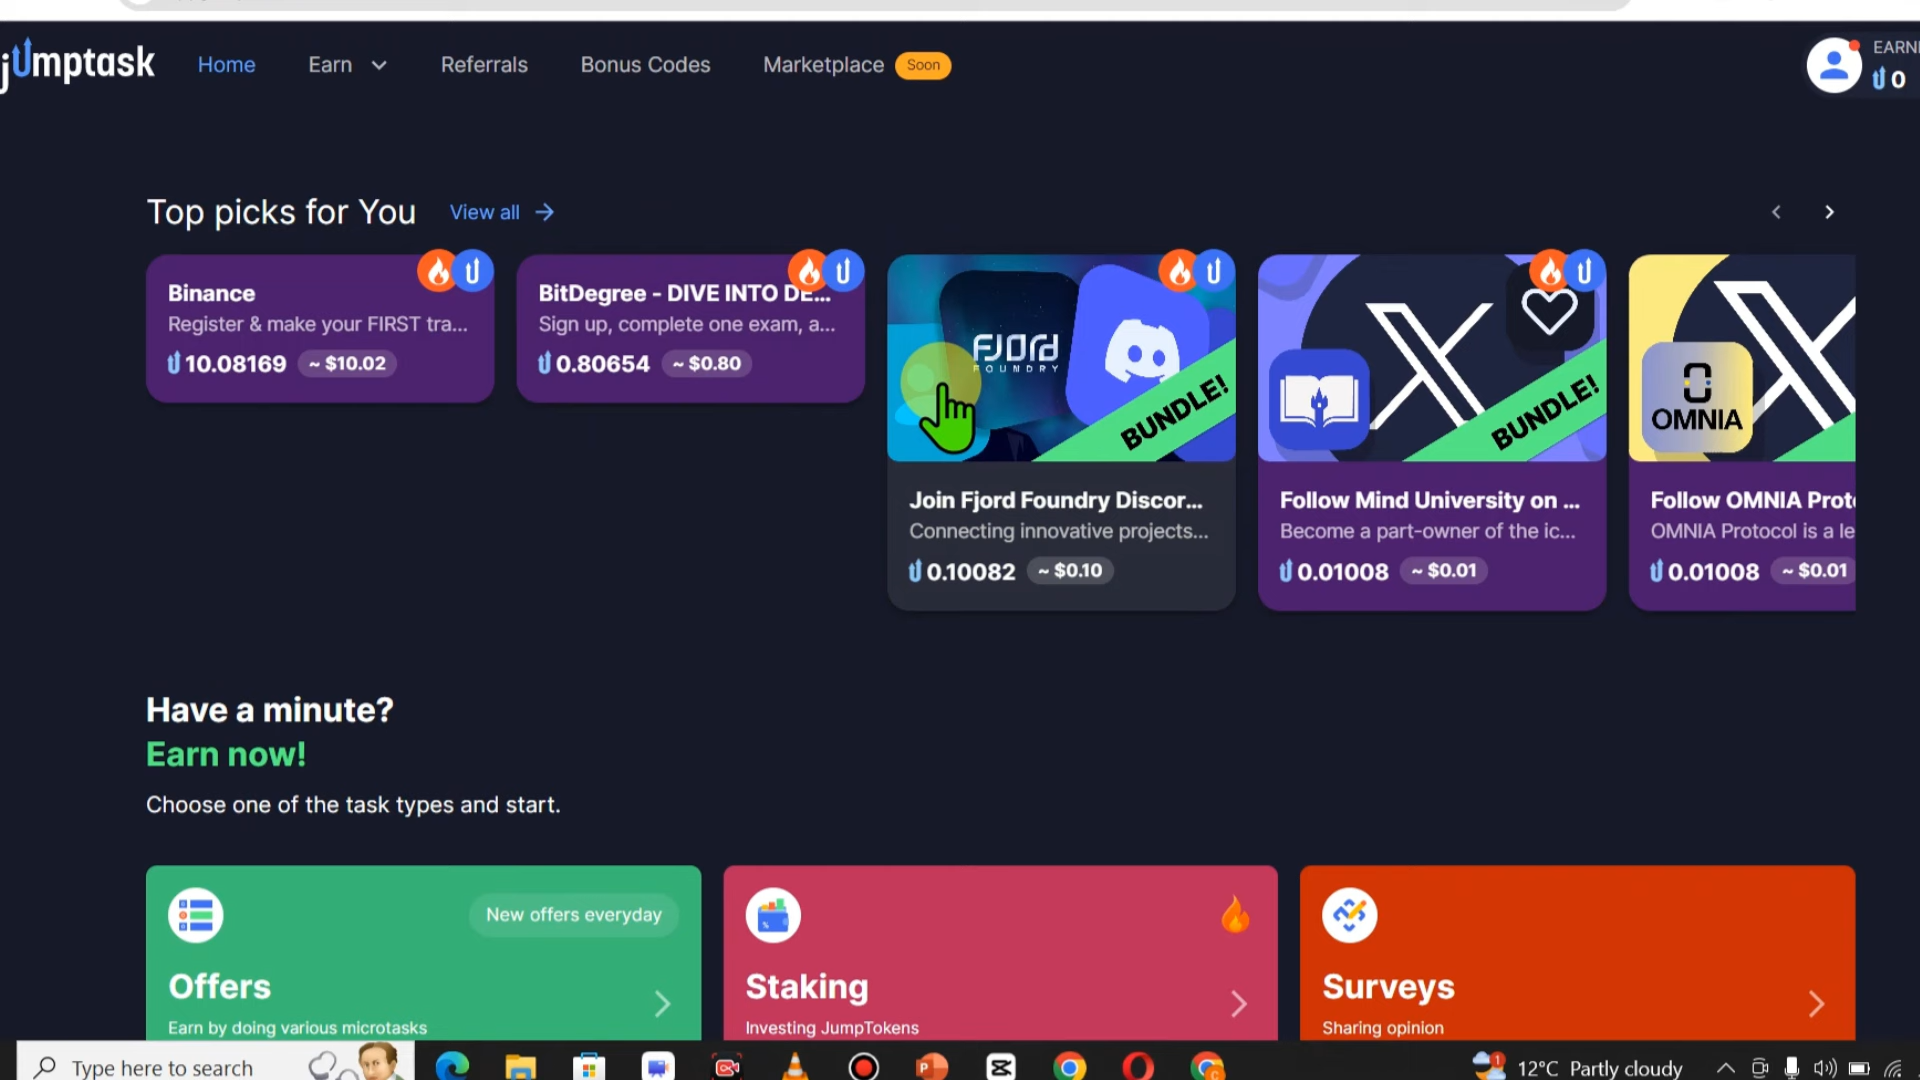 jumptask Home Earn Referrals Bonus Codes Marketplace Soon EARNI
0
Top picks for You View all
Binance
Register & make your FIRST tra...
10.08169 ~ $10.02
BitDegree - DIVE INTO DE...
Sign up, complete one exam, a...
0.80654 ~ $0.80
FJORD
FOUNDRY
BUNDLE!
Join Fjord Foundry Discor...
Connecting innovative projects...
0.10082 ~ $0.10
BUNDLE!
Follow Mind University on ...
Become a part-owner of the ic...
0.01008 ~ $0.01
OMNIA
Follow OMNIA Proto
OMNIA Protocol is a le
0.01008 ~ $0.01
Have a minute?
Earn now!
Choose one of the task types and start.
New offers everyday
Offers
Earn by doing various microtasks
Staking
Investing JumpTokens
Surveys
Sharing opinion
Type here to search 1 12°C Partly cloudy